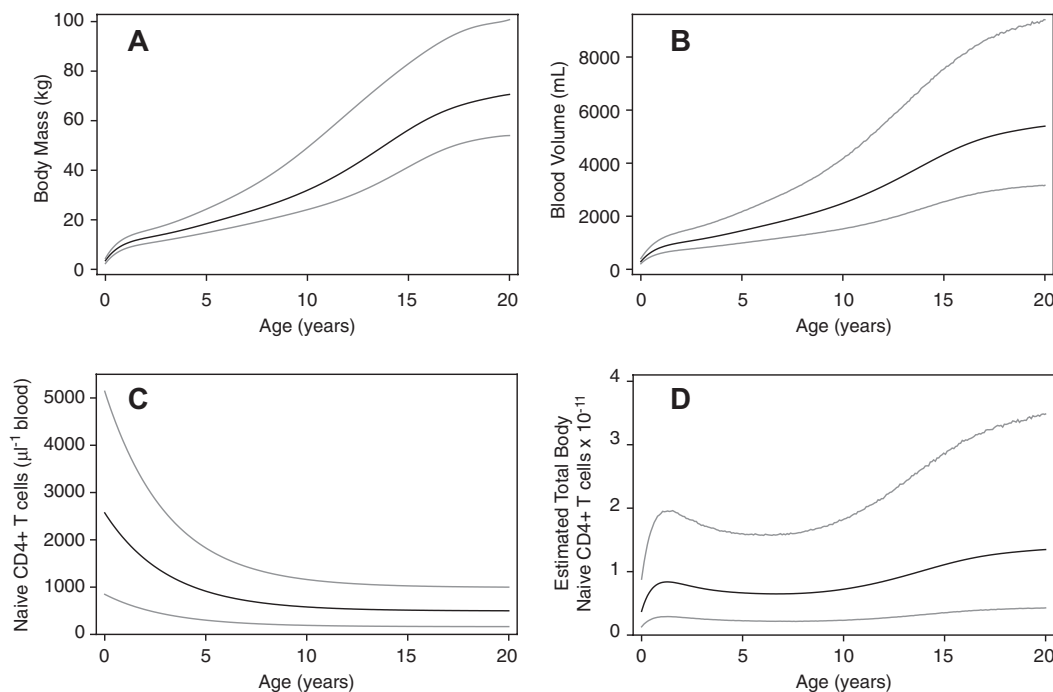 A
Body Mass (kg)
100
80
60
40
20
0
0 5 10 15 20
Age (years)
B
Blood Volume (mL)
8000
6000
4000
2000
0
0 5 10 15 20
Age (years)
C
Naive CD4+ T cells (μl⁻¹ blood)
5000
4000
3000
2000
1000
0
0 5 10 15 20
Age (years)
D
Estimated Total Body
Naive CD4+ T cells x 10⁻¹¹
4
3
2
1
0
0 5 10 15 20
Age (years)